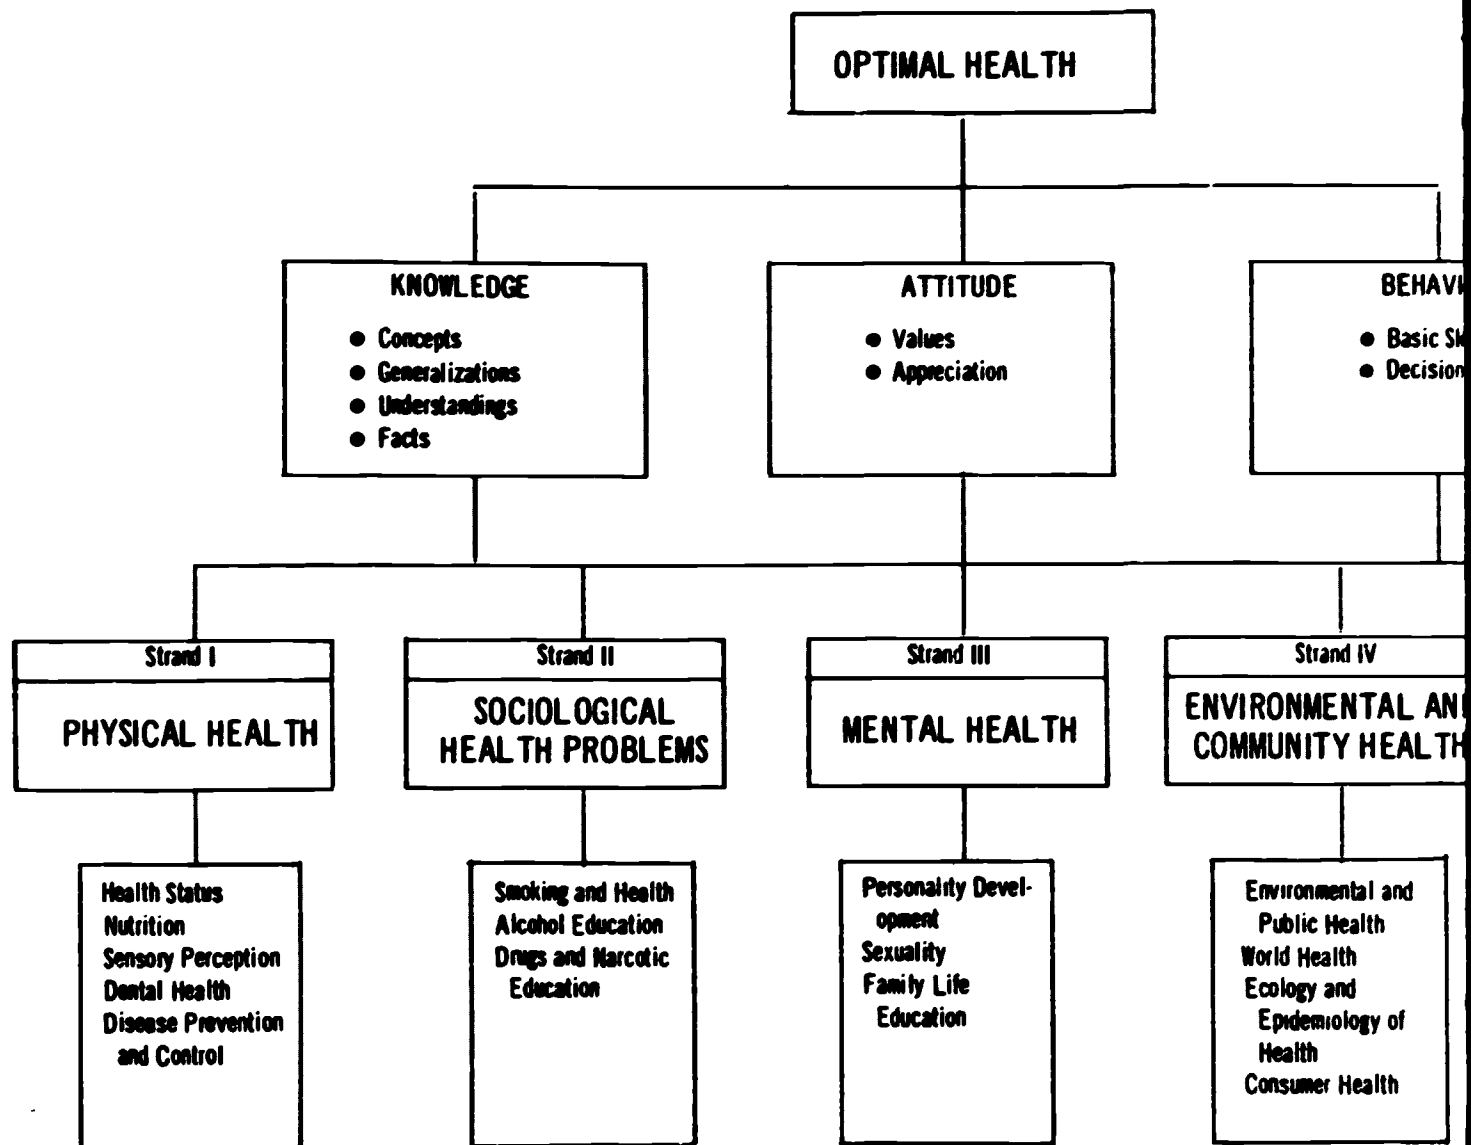 OPTIMAL HEALTH
KNOWLEDGE
● Concepts
● Generalizations
● Understandings
● Facts
ATTITUDE
● Values
● Appreciation
● Basic
● Decision
Strand I
PHYSICAL HEALTH
Health Status
Nutrition
Sensory Perception
Dental Health
Disease Prevention
and Control
Strand II
SOCIOLOGICAL
HEALTH PROBLEMS
Smoking and Health
Alcohol Education
Drugs and Narcotic
Education
Strand III
MENTAL HEALTH
Personality Devel-
opment
Sexuality
Family Life
Education
Strand IV
ENVIRONMENTAL AND
COMMUNITY HEALTH
Environmental and
Public Health
World Health
Ecology and
Epidemiology of
Health
Consumer Health